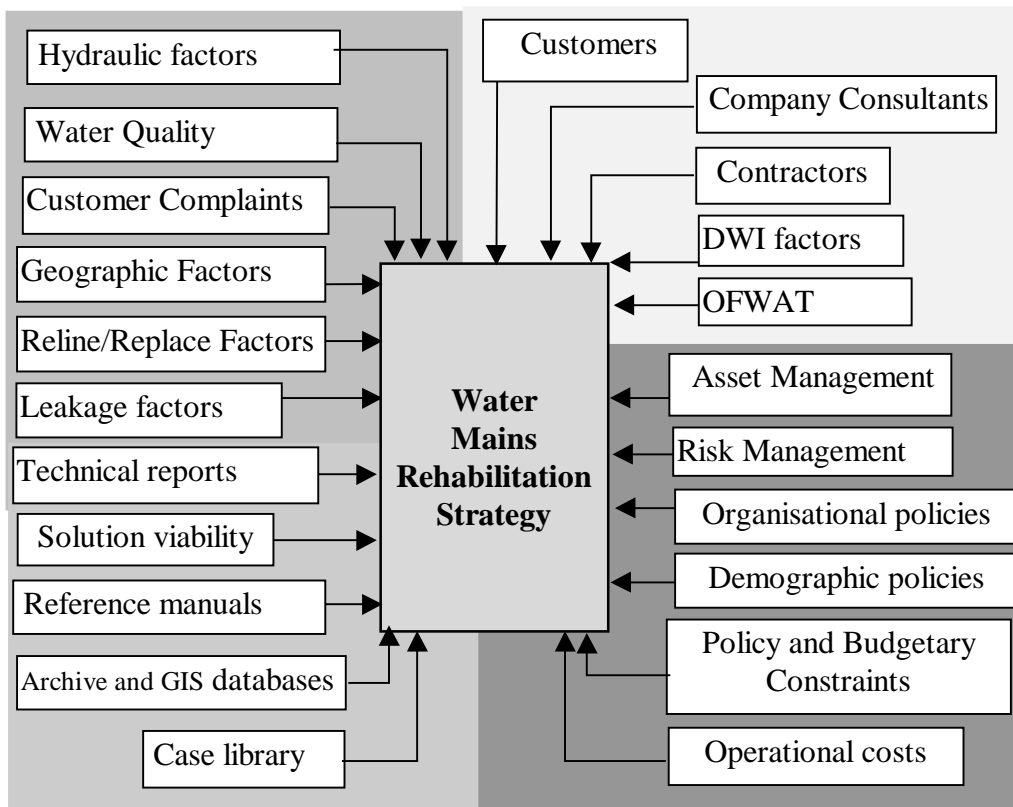 Hydraulic factors
Water Quality
Customer Complaints
Geographic Factors
Reline/Replace Factors
Leakage factors
Technical reports
Solution viability
Reference manuals
Archive and GIS databases
Case library
Water
Mains
Rehabilitation
Strategy
Customers
Company Consultants
Contractors
DWI factors
OFWAT
Asset Management
Risk Management
Organisational policies
Demographic policies
Policy and Budgetary
Constraints
Operational costs